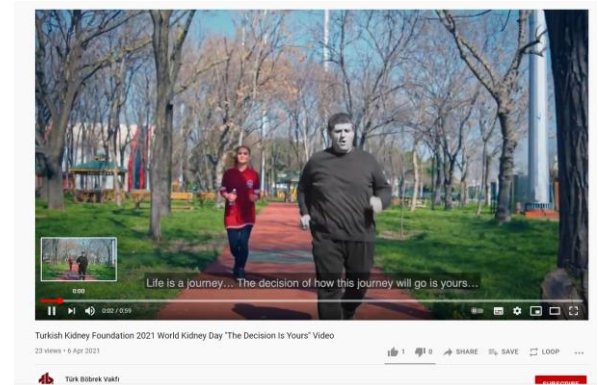 Life is a journey... The decision of how this journey will go is yours...
0:00
0:02 / 0:59
Turkish Kidney Foundation 2021 World Kidney Day "The Decision Is Yours" Video
23 views • 6 Apr 2021
1
0
SHARE
SAVE
LOOP
Türk Böbrek Vakfı
SUBSCRIBE